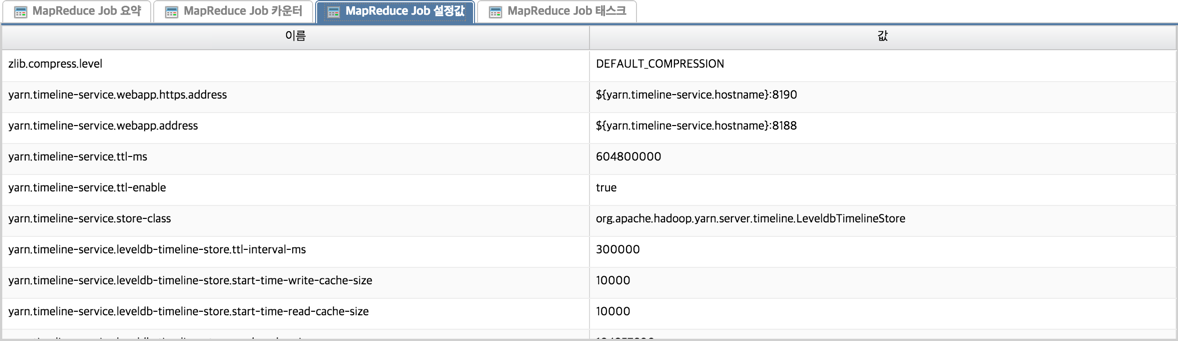 MapReduce Job 요약 MapReduce Job 카운터 MapReduce Job 설정값 MapReduce Job 태스크
이름 값
zlib.compress.level DEFAULT_COMPRESSION
yarn.timeline-service.webapp.https.address ${yarn.timeline-service.hostname}:8190
yarn.timeline-service.webapp.address ${yarn.timeline-service.hostname}:8188
yarn.timeline-service.ttl-ms 604800000
yarn.timeline-service.ttl-enable true
yarn.timeline-service.store-class org.apache.hadoop.yarn.server.timeline.LeveldbTimelineStore
yarn.timeline-service.leveldb-timeline-store.ttl-interval-ms 300000
yarn.timeline-service.leveldb-timeline-store.start-time-write-cache-size 10000
yarn.timeline-service.leveldb-timeline-store.start-time-read-cache-size 10000